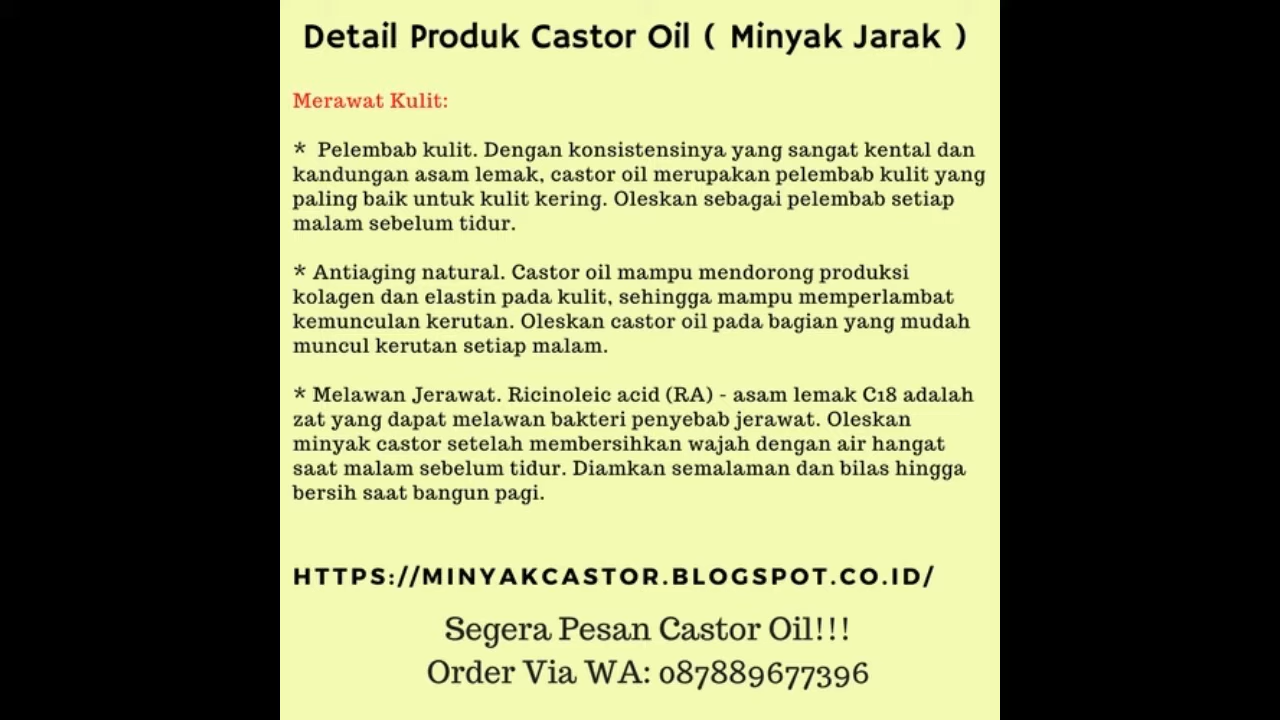 Detail Produk Castor Oil ( Minyak Jarak )
Merawat Kulit:
* Pelembab kulit. Dengan konsistensinya yang sangat kental dan
kandungan asam lemak, castor oil merupakan pelembab kulit yang
paling baik untuk kulit kering. Oleskan sebagai pelembab setiap
malam sebelum tidur.
* Antiaging natural. Castor oil mampu mendorong produksi
kolagen dan elastin pada kulit, sehingga mampu memperlambat
kemunculan kerutan. Oleskan castor oil pada bagian yang mudah
muncul kerutan setiap malam.
* Melawan Jerawat. Ricinoleic acid (RA) - asam lemak C18 adalah
zat yang dapat melawan bakteri penyebab jerawat. Oleskan
minyak castor setelah membersihkan wajah dengan air hangat
saat malam sebelum tidur. Diamkan semalaman dan bilas hingga
bersih saat bangun pagi.
HTTPS://MINYAKCASTOR.BLOGSPOT.CO.ID/
Segera Pesan Castor Oil!!!
Order Via WA: 087889677396